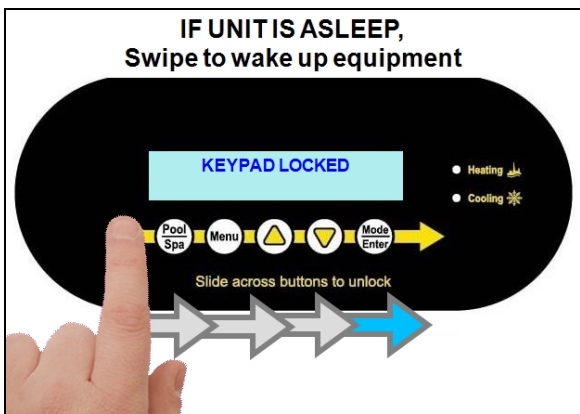 IF UNIT IS ASLEEP,
Swipe to wake up equipment
KEYPAD LOCKED
Heating
Cooling
Pool
Spa
Menu
Mode
Enter
Slide across buttons to unlock